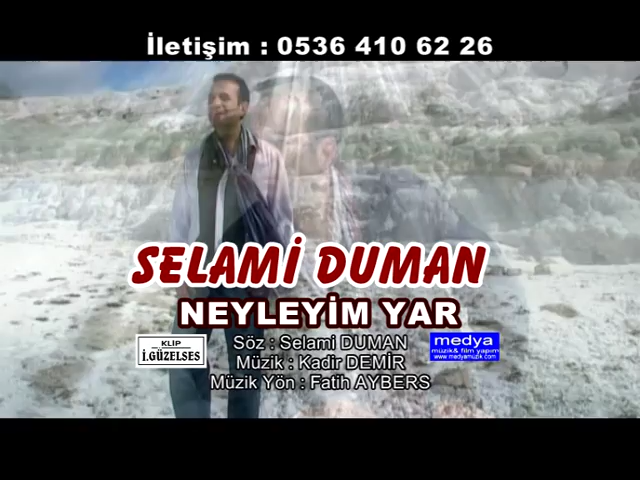 İletişim : 0536 410 62 26
SELAMİ DUMAN
NEYLEYİM YAR
KLİP
İ.GÜZELSES
Söz : Selami DUMAN
Müzik : Kadir DEMİR
Müzik Yön : Fatih AYBERS
medya
müzik& film yapım
www.medyamuzik.com